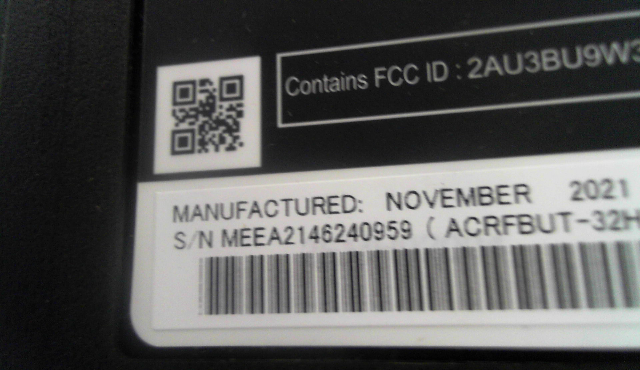 Contains FCC ID : 2AU3BU9W3
MANUFACTURED: NOVEMBER 2021
S/N MEEA2146240959 ( ACRFBUT-32H